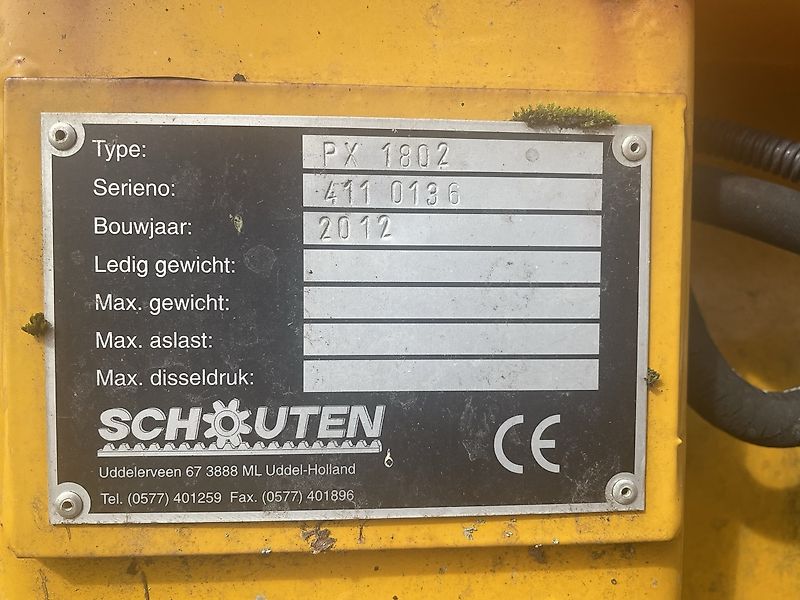 Type: PX 1802
Serieno: 411 0136
Bouwjaar: 2012
Ledig gewicht:
Max. gewicht:
Max. aslast:
Max. disseldruk:
SCHOUTEN
CE
Uddelerveen 67 3888 ML Uddel-Holland
Tel. (0577) 401259 Fax. (0577) 401896